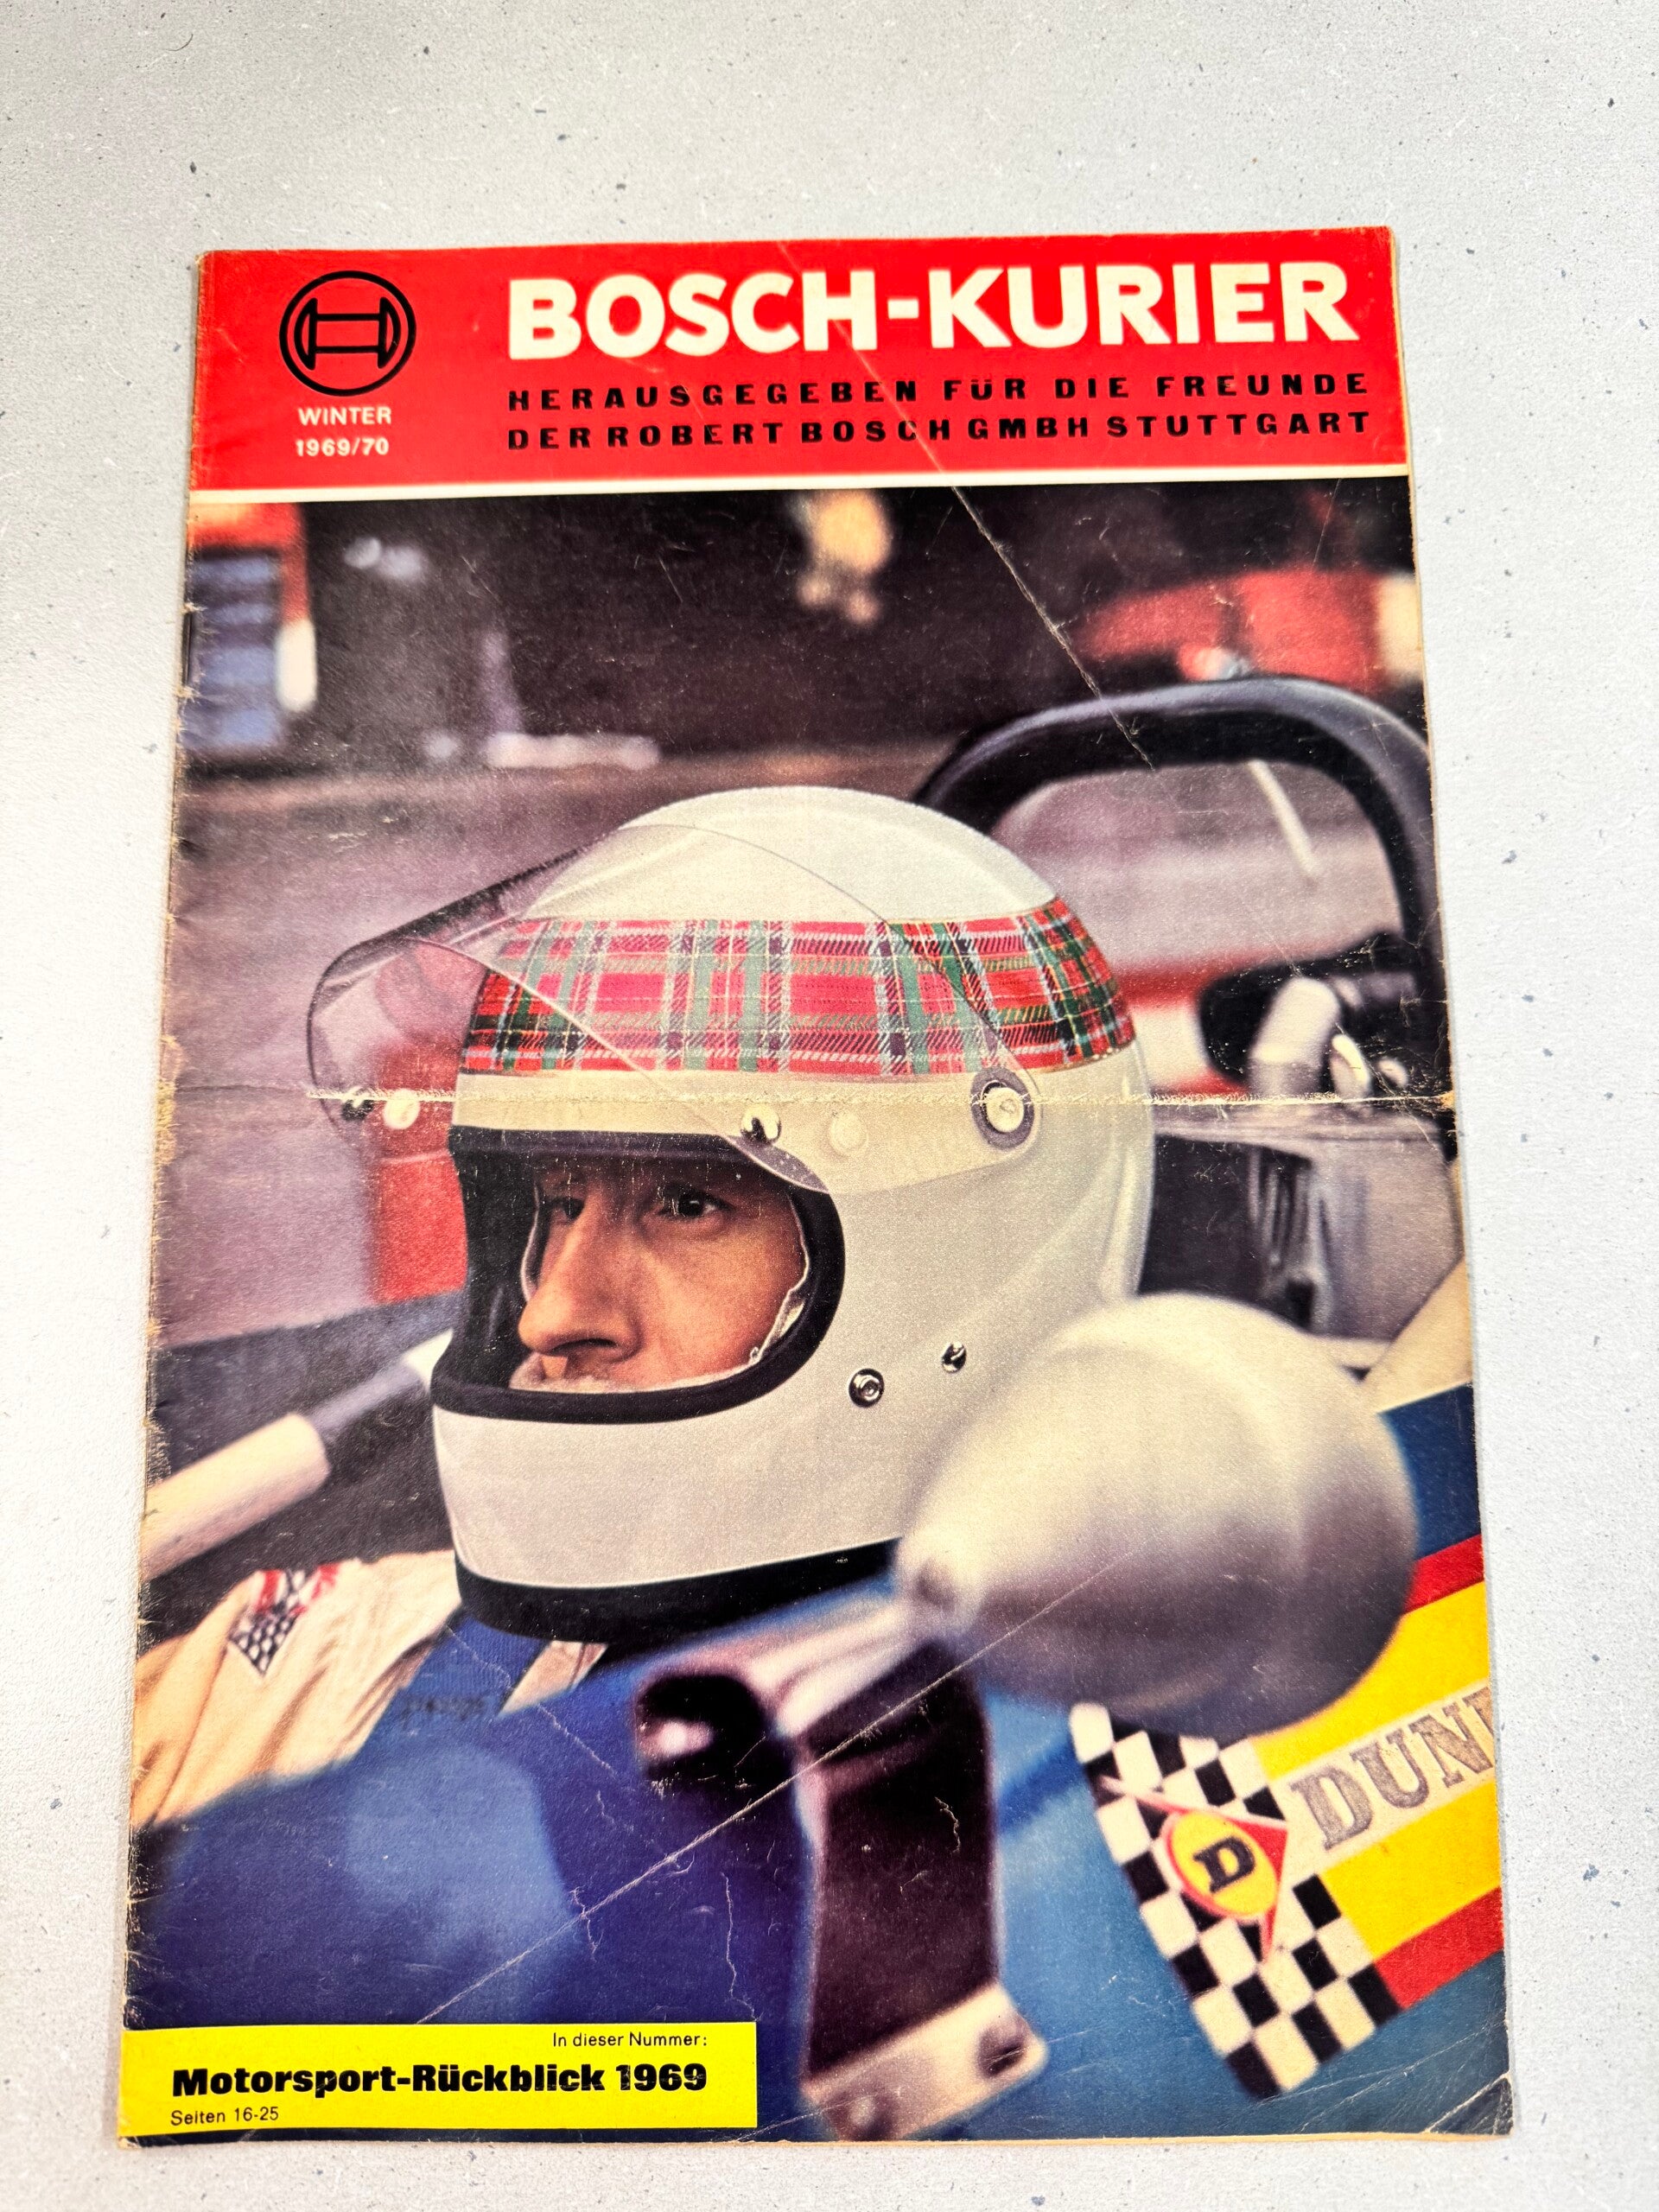 BOSCH-KURIER
HERAUSGEGEBEN FÜR DIE FREUNDE
DER ROBERT BOSCH GMBH STUTTGART
WINTER
1969/70
DUN
D
In dieser Nummer:
Motorsport-Rückblick 1969
Seiten 16-25